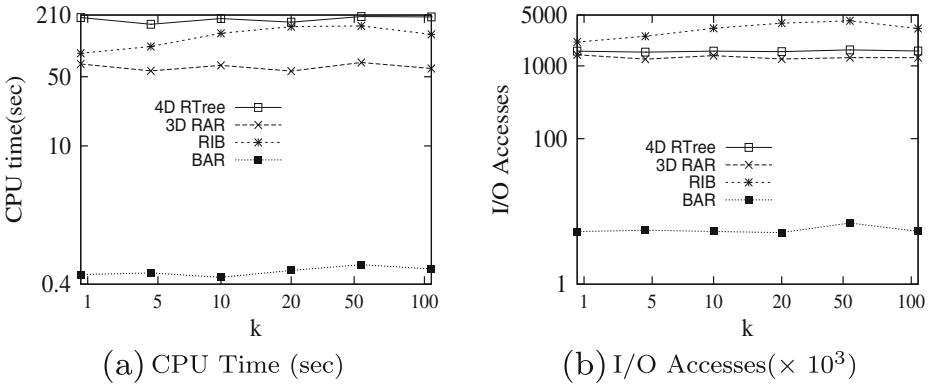 210
50
10
0.4
CPU time(sec)
4D RTree
3D RAR
RIB
BAR
1 5 10 20 50 100
k
(a) CPU Time (sec)
5000
1000
100
1
I/O Accesses
4D RTree
3D RAR
RIB
BAR
1 5 10 20 50 100
k
(b) I/O Accesses(× 10³)